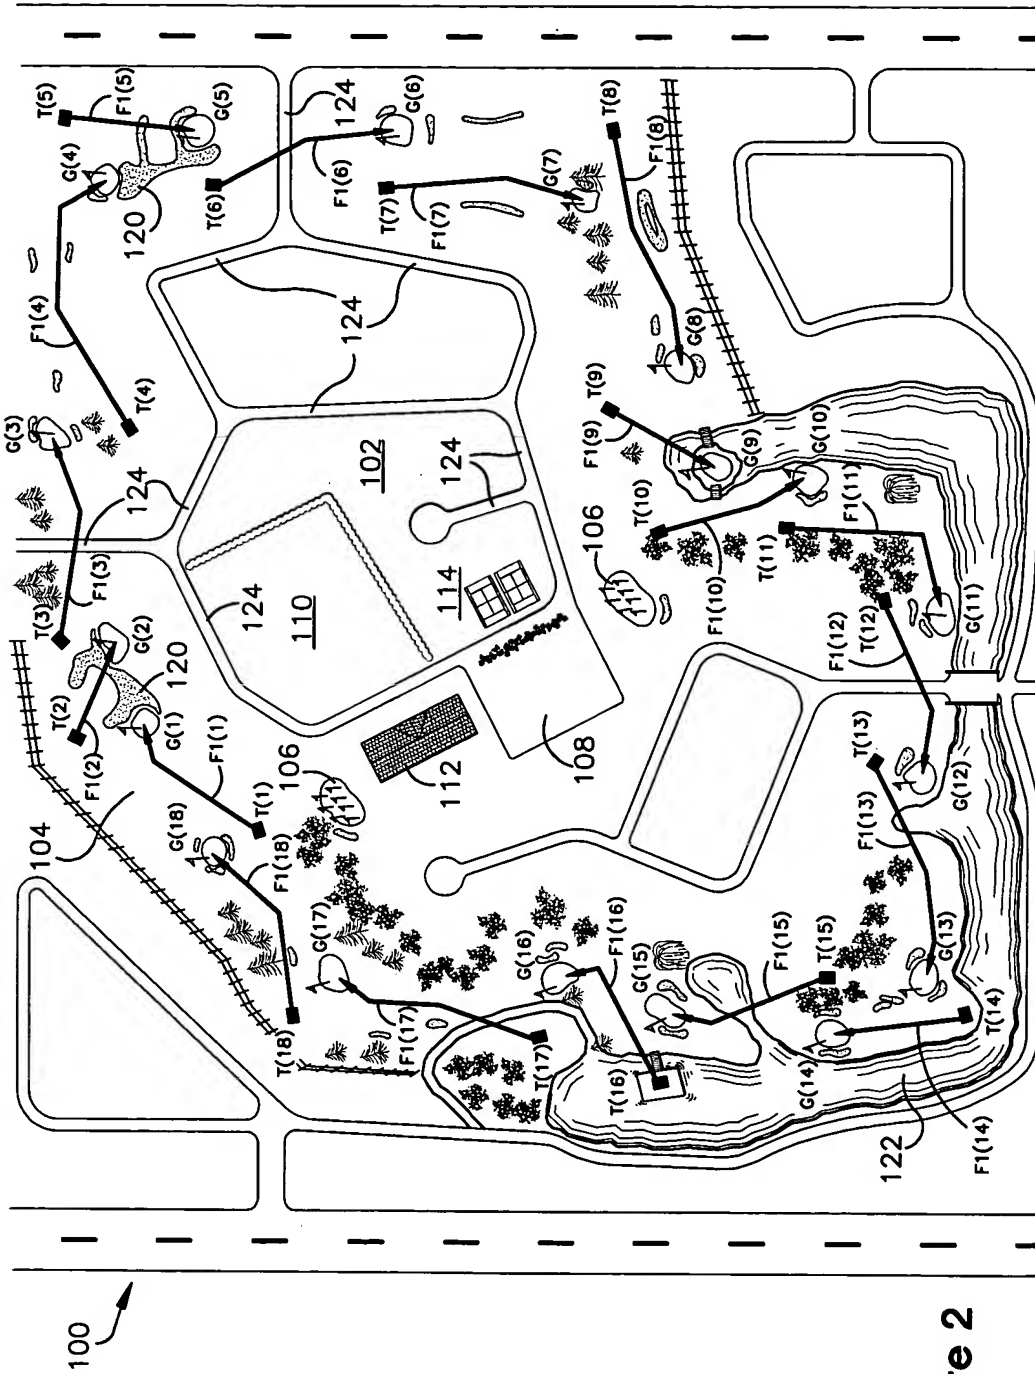 100
T(5)
F1(5)
G(5)
G(4)
120
F1(4)
T(4)
G(3)
124
T(6)
124
F1(6)
G(6)
T(7)
F1(7)
G(7)
T(8)
F1(8)
G(8)
124
124
T(3)
F1(3)
G(2)
120
T(2)
F1(2)
G(1)
F1(1)
T(1)
104
G(18)
F1(18)
T(18)
106
124
110
102
114
124
112
108
106
T(9)
F1(9)
G(9)
G(10)
T(10)
F1(10)
T(11)
F1(11)
G(11)
T(12)
F1(12)
G(12)
T(13)
F1(13)
G(13)
T(14)
F1(14)
G(14)
T(15)
F1(15)
G(15)
T(16)
F1(16)
G(16)
T(17)
F1(17)
G(17)
122
re 2